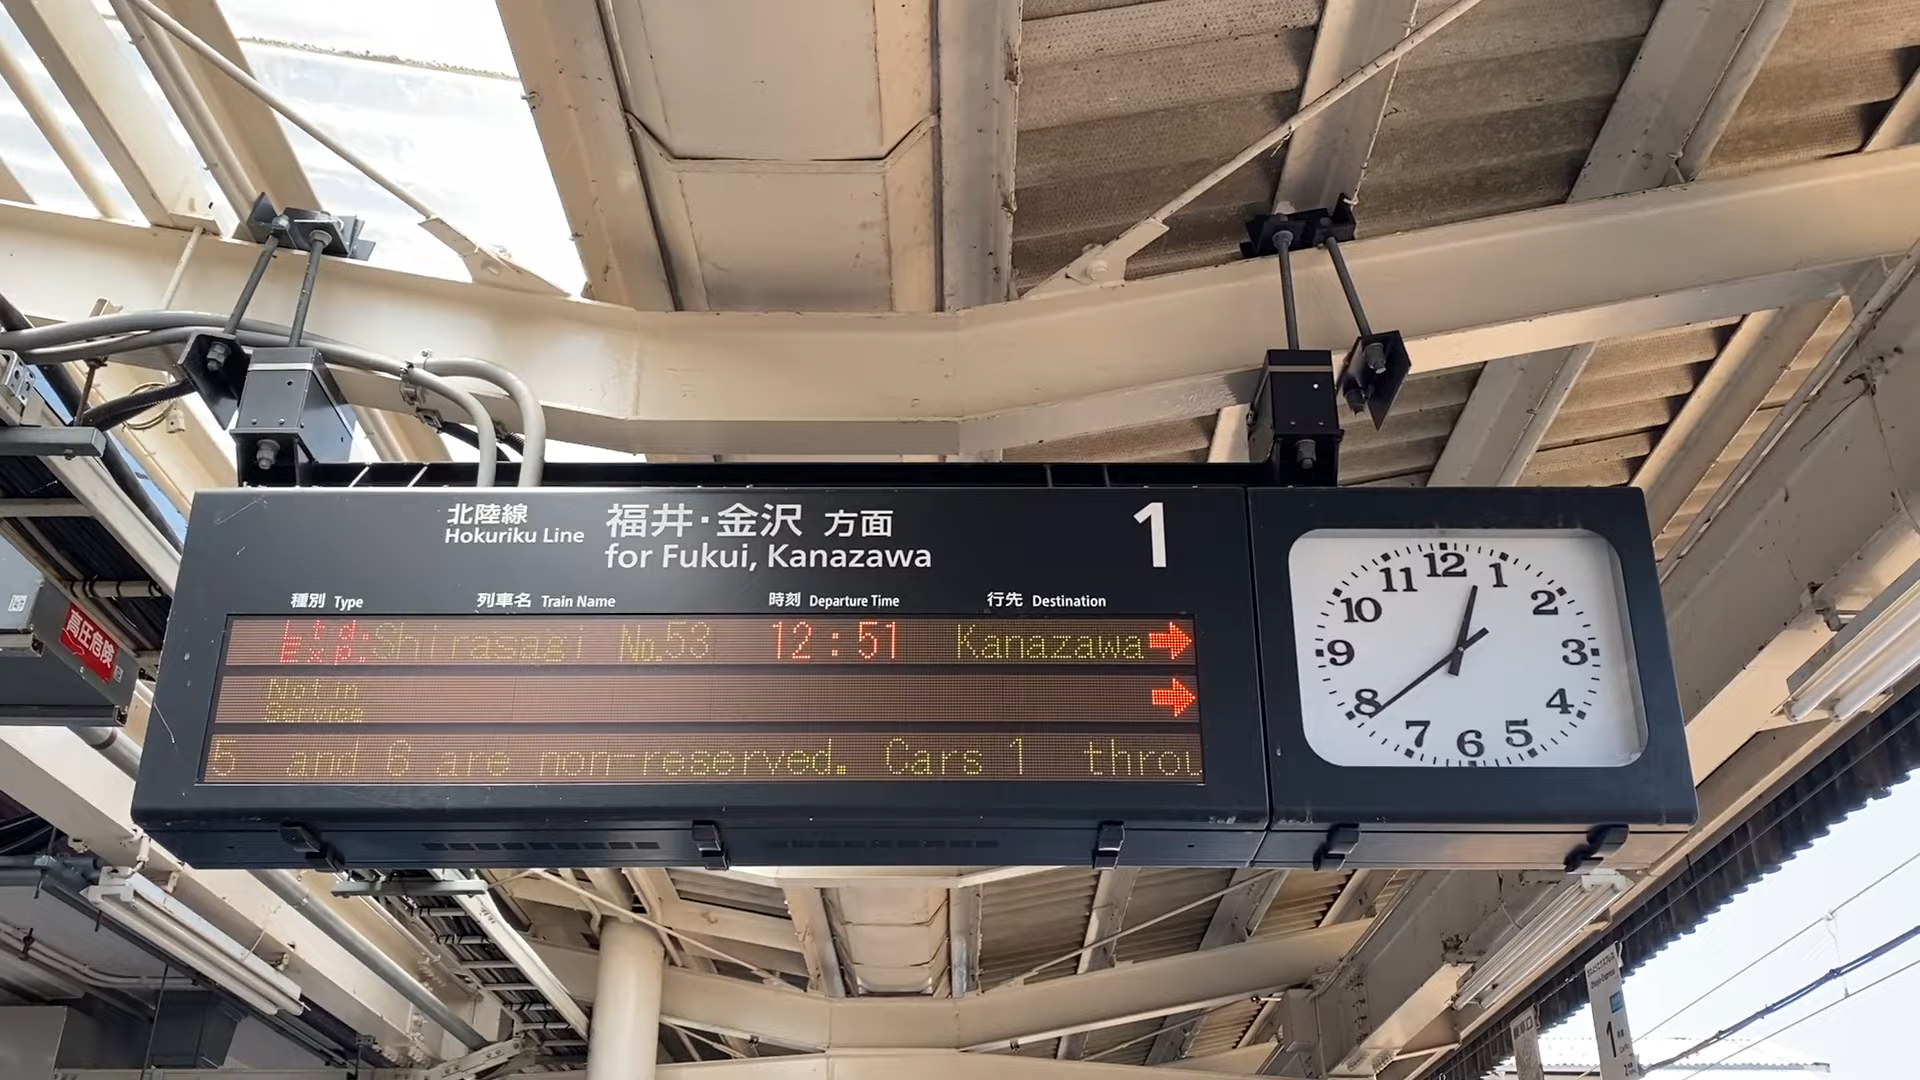 北陸線
Hokuriku Line
福井・金沢 方面
for Fukui, Kanazawa
1
種別 Type 列車名 Train Name 時刻 Departure Time 行先 Destination
Ltd. Exp. Shirasagi No.53 12:51 Kanazawa
Not in Service
5 and 6 are non-reserved. Cars 1 throu
12
1
2
3
4
5
6
7
8
9
10
11
高圧危険
1